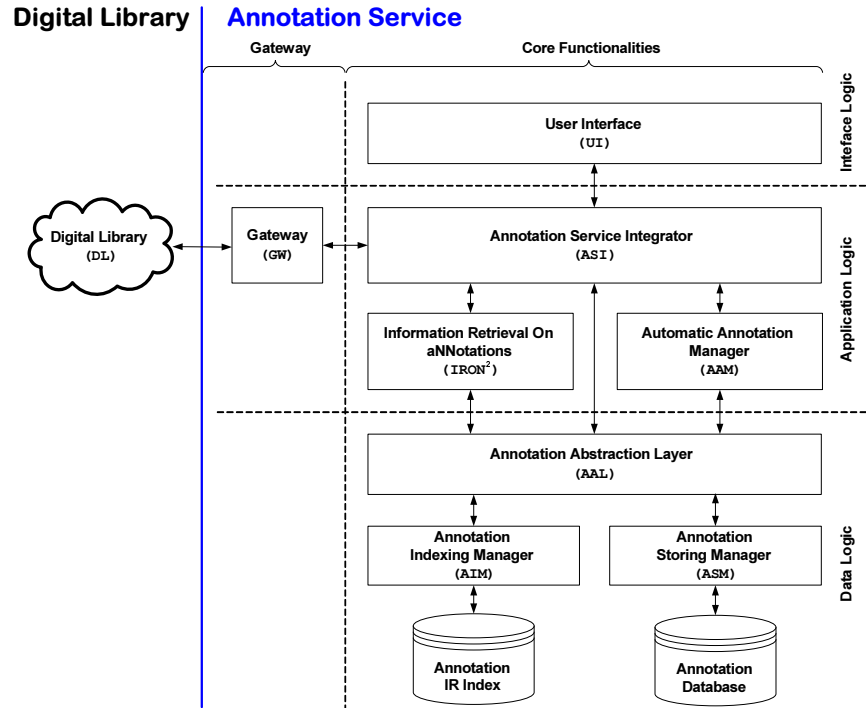 Digital Library
Annotation Service
Gateway
Core Functionalities
Inteface Logic
User Interface
(UI)
Digital Library
(DL)
Gateway
(GW)
Annotation Service Integrator
(ASI)
Application Logic
Information Retrieval On
aNNotations
(IRON²)
Automatic Annotation
Manager
(AAM)
Annotation Abstraction Layer
(AAL)
Data Logic
Annotation
Indexing Manager
(AIM)
Annotation
Storing Manager
(ASM)
Annotation
IR Index
Annotation
Database